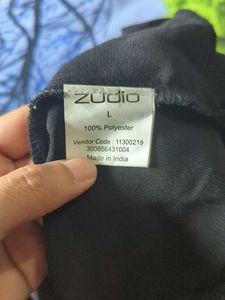 ZUDIO
L
100% Polyester
Vendor Code : 11300219
300856431004
Made in India